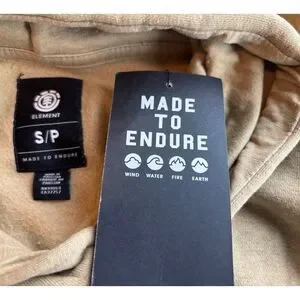 ELEMENT
S/P
MADE TO ENDURE
MADE
TO
ENDURE
WIND WATER FIRE EARTH